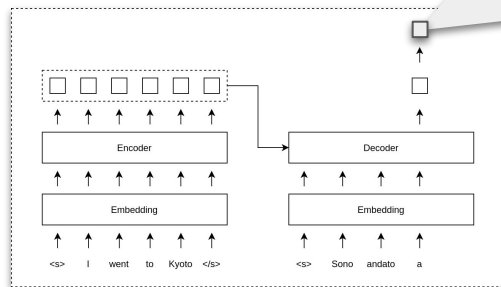 Encoder
Decoder
Embedding
Embedding
<s> I went to Kyoto </s>
<s> Sono andato a